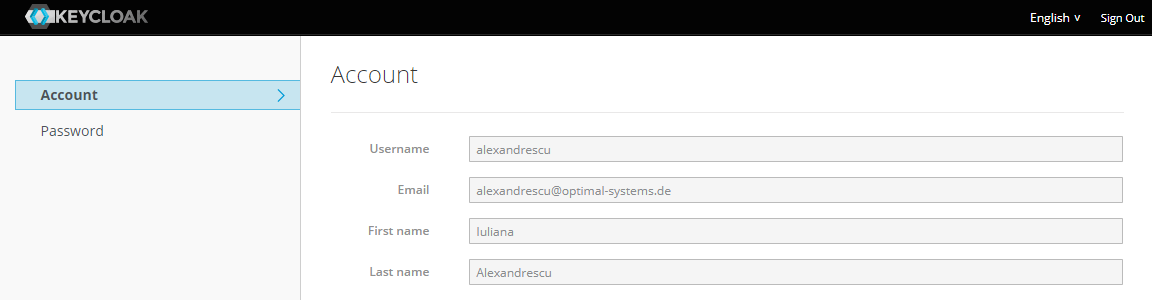 KEYCLOAK
English v Sign Out
Account
Account
Password
Username alexandrescu
Email alexandrescu@optimal-systems.de
First name Iuliana
Last name Alexandrescu